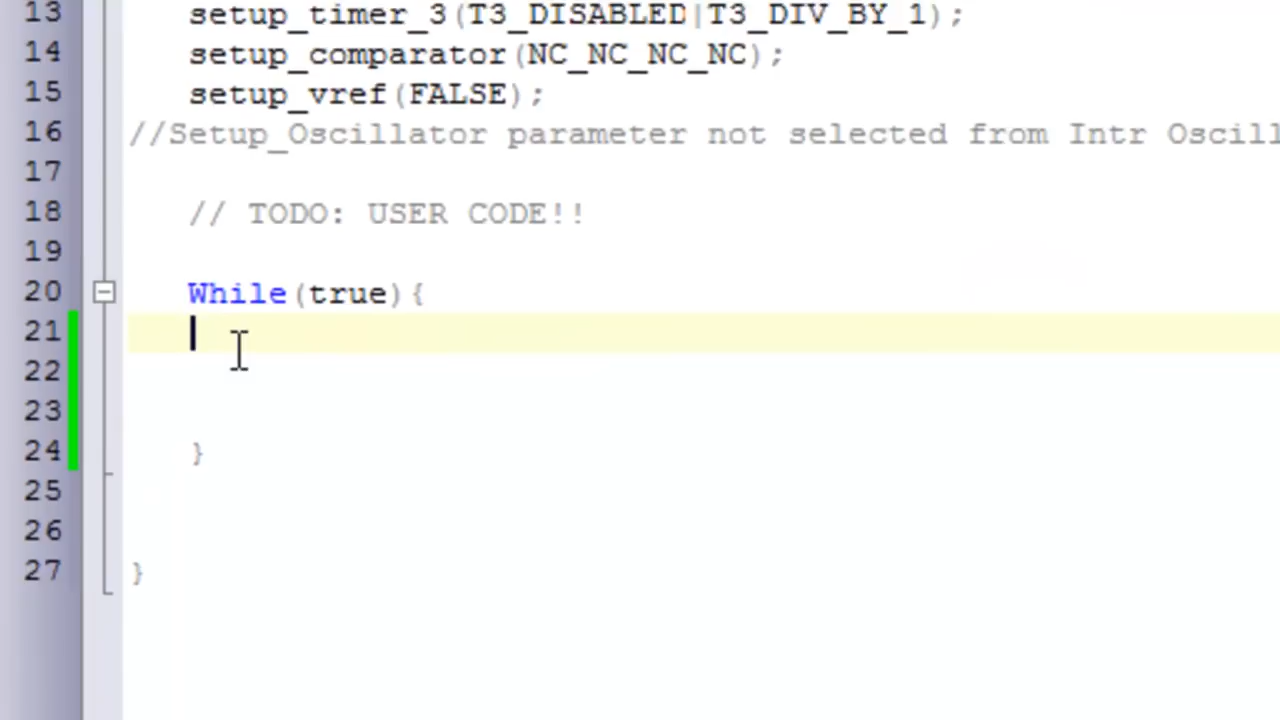 13 setup_timer_3(T3_DISABLED|T3_DIV_BY_1);
14 setup_comparator(NC_NC_NC_NC);
15 setup_vref(FALSE);
16 //Setup_Oscillator parameter not selected from Intr Oscill
17
18 // TODO: USER CODE!!
19
20 While(true){
21
22
23
24 }
25
26
27 }